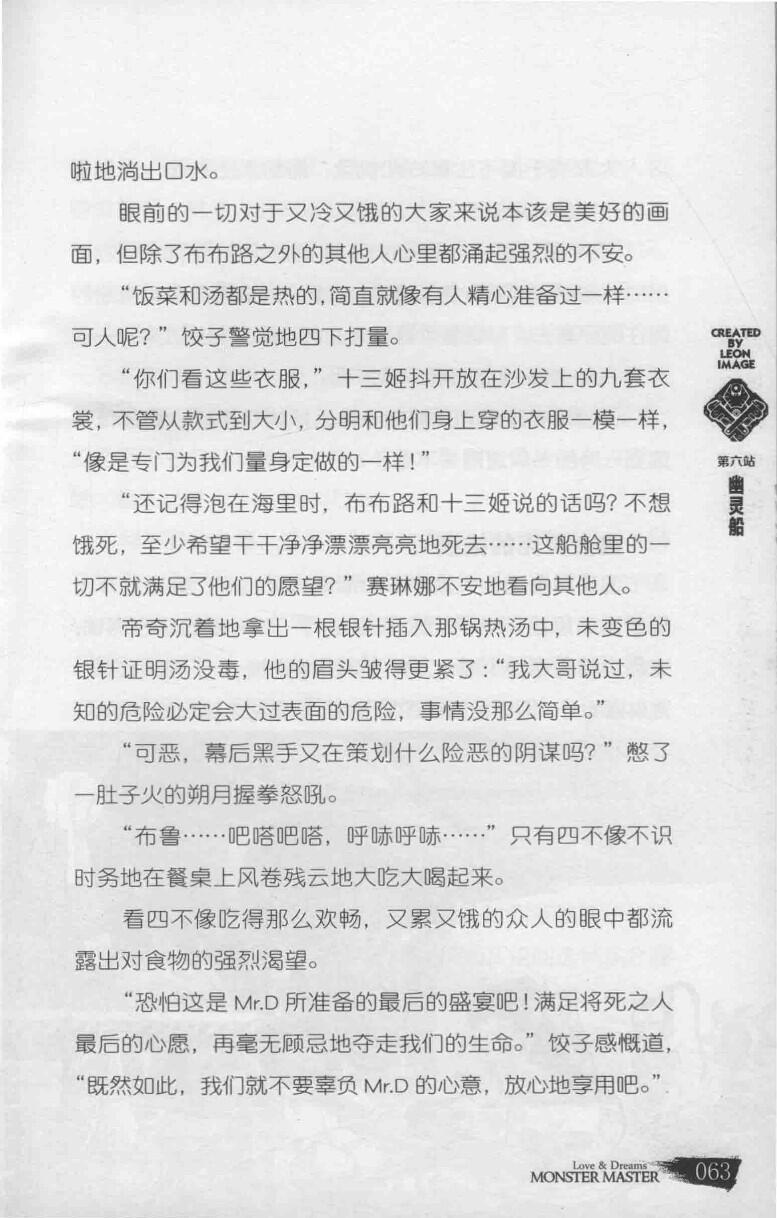 啦地淌出口水。
眼前的一切对于又冷又饿的大家来说本该是美好的画
面，但除了布布路之外的其他人心里都涌起强烈的不安。
“饭菜和汤都是热的，简直就像有人精心准备过一样……
可人呢？”饺子警觉地四下打量。
“你们看这些衣服，”十三姬抖开放在沙发上的九套衣
裳，不管从款式到大小，分明和他们身上穿的衣服一模一样，
“像是专门为我们量身定做的一样！”
“还记得泡在海里时，布布路和十三姬说的话吗？不想
饿死，至少希望干干净净漂漂亮亮地死去……这船舱里的一
切不就满足了他们的愿望？”赛琳娜不安地看向其他人。
帝奇沉着地拿出一根银针插入那锅热汤中，未变色的
银针证明汤没毒，他的眉头皱得更紧了：“我大哥说过，未
知的危险必定会大过表面的危险，事情没那么简单。”
“可恶，幕后黑手又在策划什么险恶的阴谋吗？”憋了
一肚子火的朔月握拳怒吼。
“布鲁……吧嗒吧嗒，呼哧呼哧……”只有四不像不识
时务地在餐桌上风卷残云地大吃大喝起来。
看四不像吃得那么欢畅，又累又饿的众人的眼中都流
露出对食物的强烈渴望。
“恐怕这是 Mr.D 所准备的最后的盛宴吧！满足将死之人
最后的心愿，再毫无顾忌地夺走我们的生命。”饺子感慨道，
“既然如此，我们就不要辜负 Mr.D 的心意，放心地享用吧。”
CREATED
BY
LEON
IMAGE
第六站
幽灵船
Love & Dreams
MONSTER MASTER
063